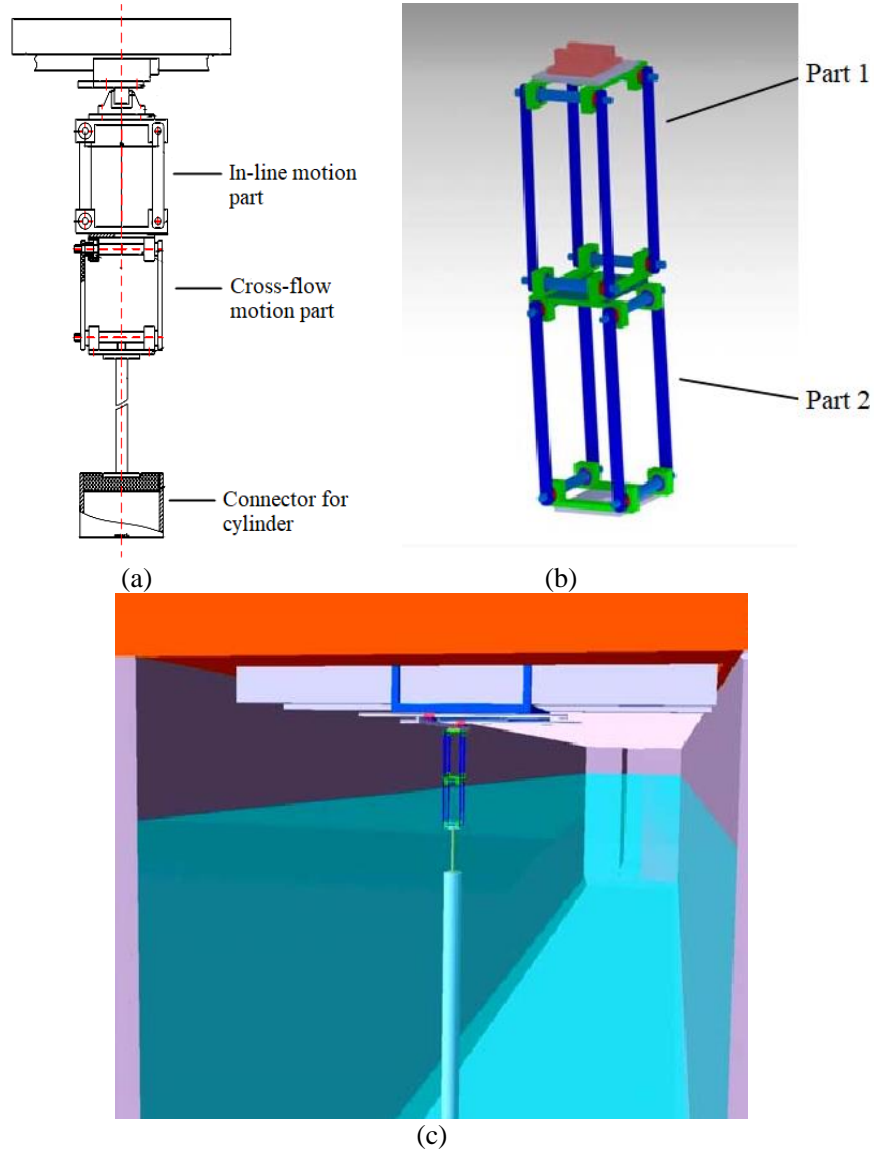 In-line motion
part
Cross-flow
motion part
Connector for
cylinder
(a)
Part 1
Part 2
(b)
(c)